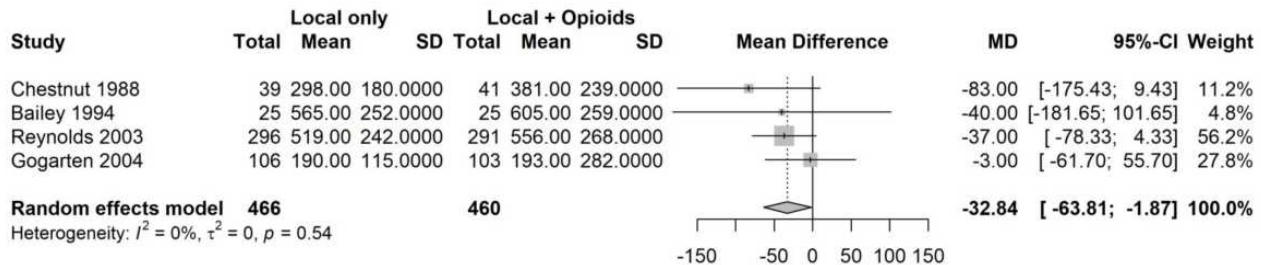 Local only Local + Opioids
Study Total Mean SD Total Mean SD Mean Difference MD 95%-CI Weight
Chestnut 1988 39 298.00 180.0000 41 381.00 239.0000 -83.00 [-175.43; 9.43] 11.2%
Bailey 1994 25 565.00 252.0000 25 605.00 259.0000 -40.00 [-181.65; 101.65] 4.8%
Reynolds 2003 296 519.00 242.0000 291 556.00 268.0000 -37.00 [-78.33; 4.33] 56.2%
Gogarten 2004 106 190.00 115.0000 103 193.00 282.0000 -3.00 [-61.70; 55.70] 27.8%
Random effects model 466 460 -32.84 [-63.81; -1.87] 100.0%
Heterogeneity: I² = 0%, τ² = 0, p = 0.54
-150 -50 0 50 100 150